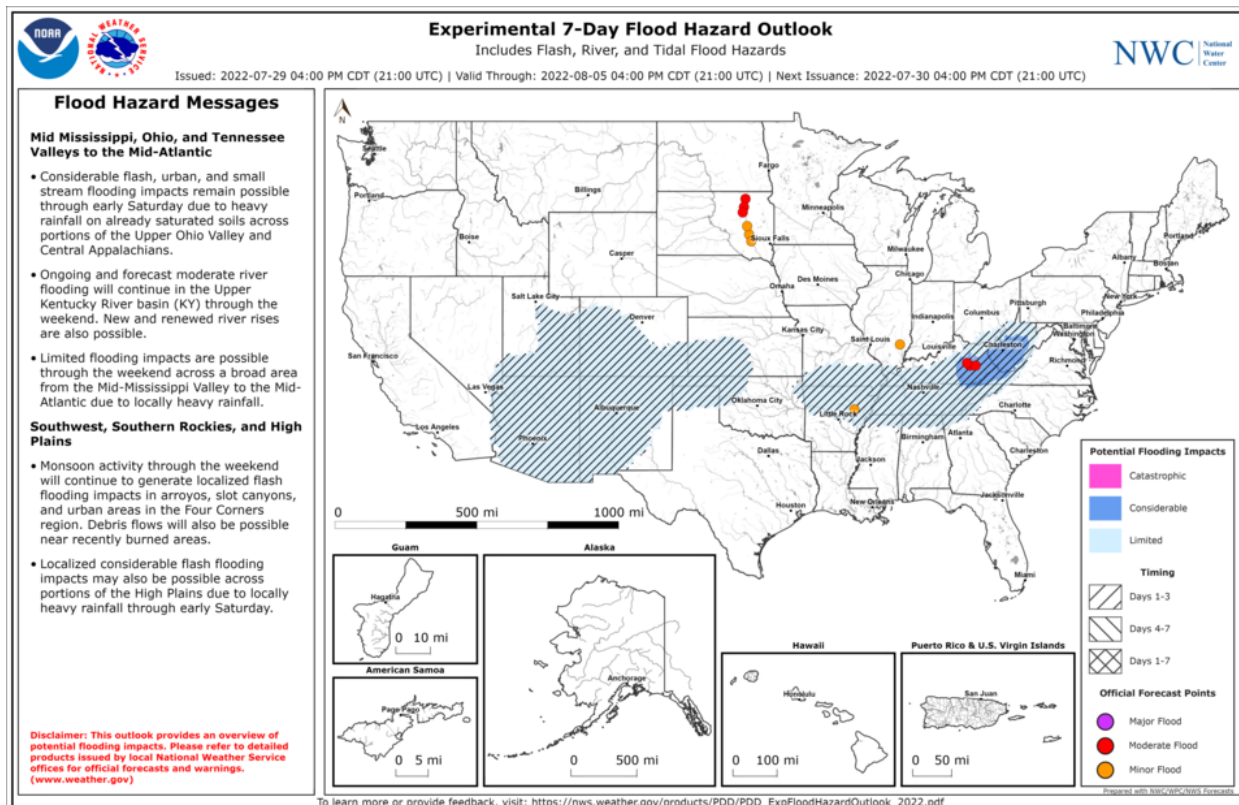 Experimental 7-Day Flood Hazard Outlook
Includes Flash, River, and Tidal Flood Hazards
Issued: 2022-07-29 04:00 PM CDT (21:00 UTC) | Valid Through: 2022-08-05 04:00 PM CDT (21:00 UTC) | Next Issuance: 2022-07-30 04:00 PM CDT (21:00 UTC)
NOAA
NATIONAL WEATHER SERVICE
NWC
National
Water
Center
Flood Hazard Messages
Mid Mississippi, Ohio, and Tennessee
Valleys to the Mid-Atlantic
• Considerable flash, urban, and small
stream flooding impacts remain possible
through early Saturday due to heavy
rainfall on already saturated soils across
portions of the Upper Ohio Valley and
Central Appalachians.
• Ongoing and forecast moderate river
flooding will continue in the Upper
Kentucky River basin (KY) through the
weekend. New and renewed river rises
are also possible.
• Limited flooding impacts are possible
through the weekend across a broad area
from the Mid-Mississippi Valley to the Mid-
Atlantic due to locally heavy rainfall.
Southwest, Southern Rockies, and High
Plains
• Monsoon activity through the weekend
will continue to generate localized flash
flooding impacts in arroyos, slot canyons,
and urban areas in the Four Corners
region. Debris flows will also be possible
near recently burned areas.
• Localized considerable flash flooding
impacts may also be possible across
portions of the High Plains due to locally
heavy rainfall through early Saturday.
Disclaimer: This outlook provides an overview of
potential flooding impacts. Please refer to detailed
products issued by local National Weather Service
offices for official forecasts and warnings.
(www.weather.gov)
N
Seattle
Portland
Billings
Fargo
Minneapolis
Boise
Casper
Sioux Falls
Milwaukee
Portland
Albany
Boston
Salt Lake City
Denver
Omaha
Des Moines
Chicago
Pittsburgh
New York
Philadelphia
Indianapolis
Columbus
Baltimore
Washington
San Francisco
Kansas City
Saint Louis
Louisville
Charleston
Richmond
Las Vegas
Nashville
Los Angeles
Albuquerque
Oklahoma City
Little Rock
Charlotte
Phoenix
Birmingham
Atlanta
Charleston
Dallas
Jackson
Jacksonville
Houston
New Orleans
Miami
0 500 mi 1000 mi
Guam
Hagatna
0 10 mi
American Samoa
Pago Pago
0 5 mi
Alaska
Anchorage
0 500 mi
Hawaii
Honolulu
0 100 mi
Puerto Rico & U.S. Virgin Islands
San Juan
0 50 mi
Potential Flooding Impacts
Catastrophic
Considerable
Limited
Timing
Days 1-3
Days 4-7
Days 1-7
Official Forecast Points
Major Flood
Moderate Flood
Minor Flood
Prepared with NWC/WPC/NWS Forecasts
To learn more or provide feedback, visit: https://nws.weather.gov/products/PDD/PDD_ExpFloodHazardOutlook_2022.pdf